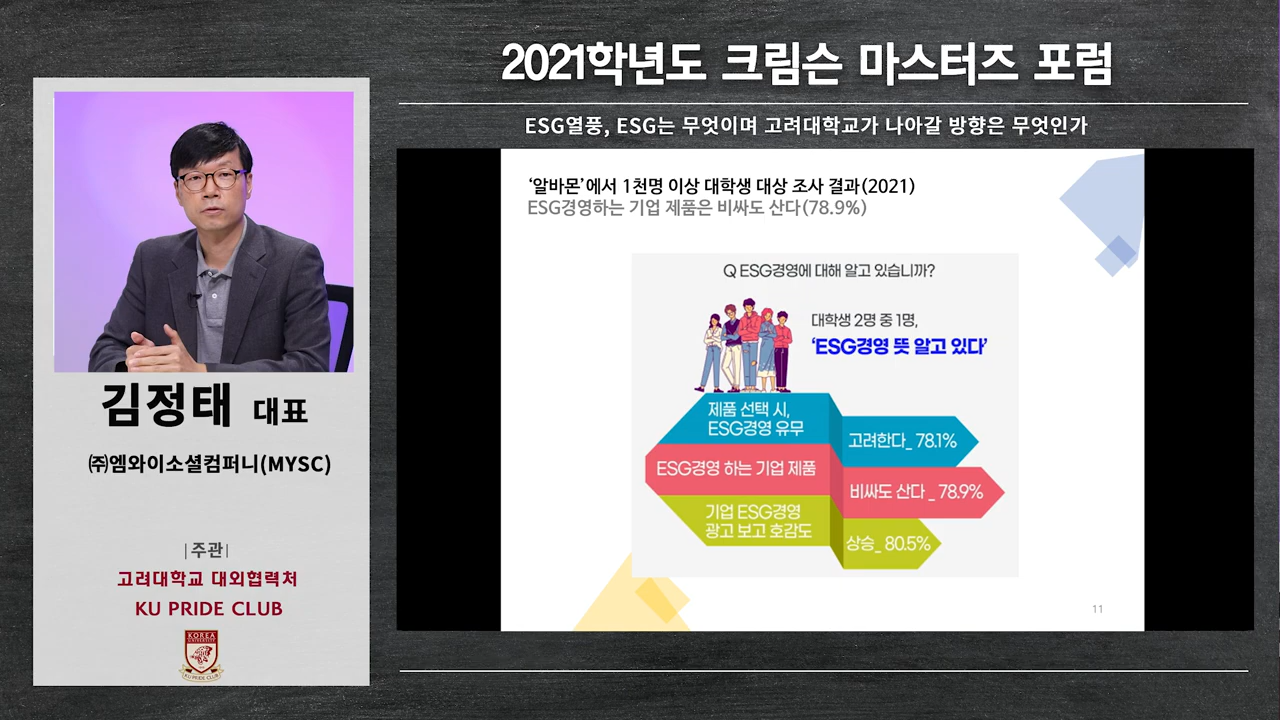 2021학년도 크림슨 마스터즈 포럼
ESG열풍, ESG는 무엇이며 고려대학교가 나아갈 방향은 무엇인가
김정태 대표
㈜엠와이소셜컴퍼니(MYSC)
|주관|
고려대학교 대외협력처
KU PRIDE CLUB
KOREA
UNIVERSITY
KU PRIDE CLUB
‘알바몬’에서 1천명 이상 대학생 대상 조사 결과(2021)
ESG경영하는 기업 제품은 비싸도 산다(78.9%)
Q ESG경영에 대해 알고 있습니까?
대학생 2명 중 1명,
‘ESG경영 뜻 알고 있다’
제품 선택 시,
ESG경영 유무
고려한다_ 78.1%
ESG경영 하는 기업 제품
비싸도 산다 _ 78.9%
기업 ESG경영
광고 보고 호감도
상승_ 80.5%
11